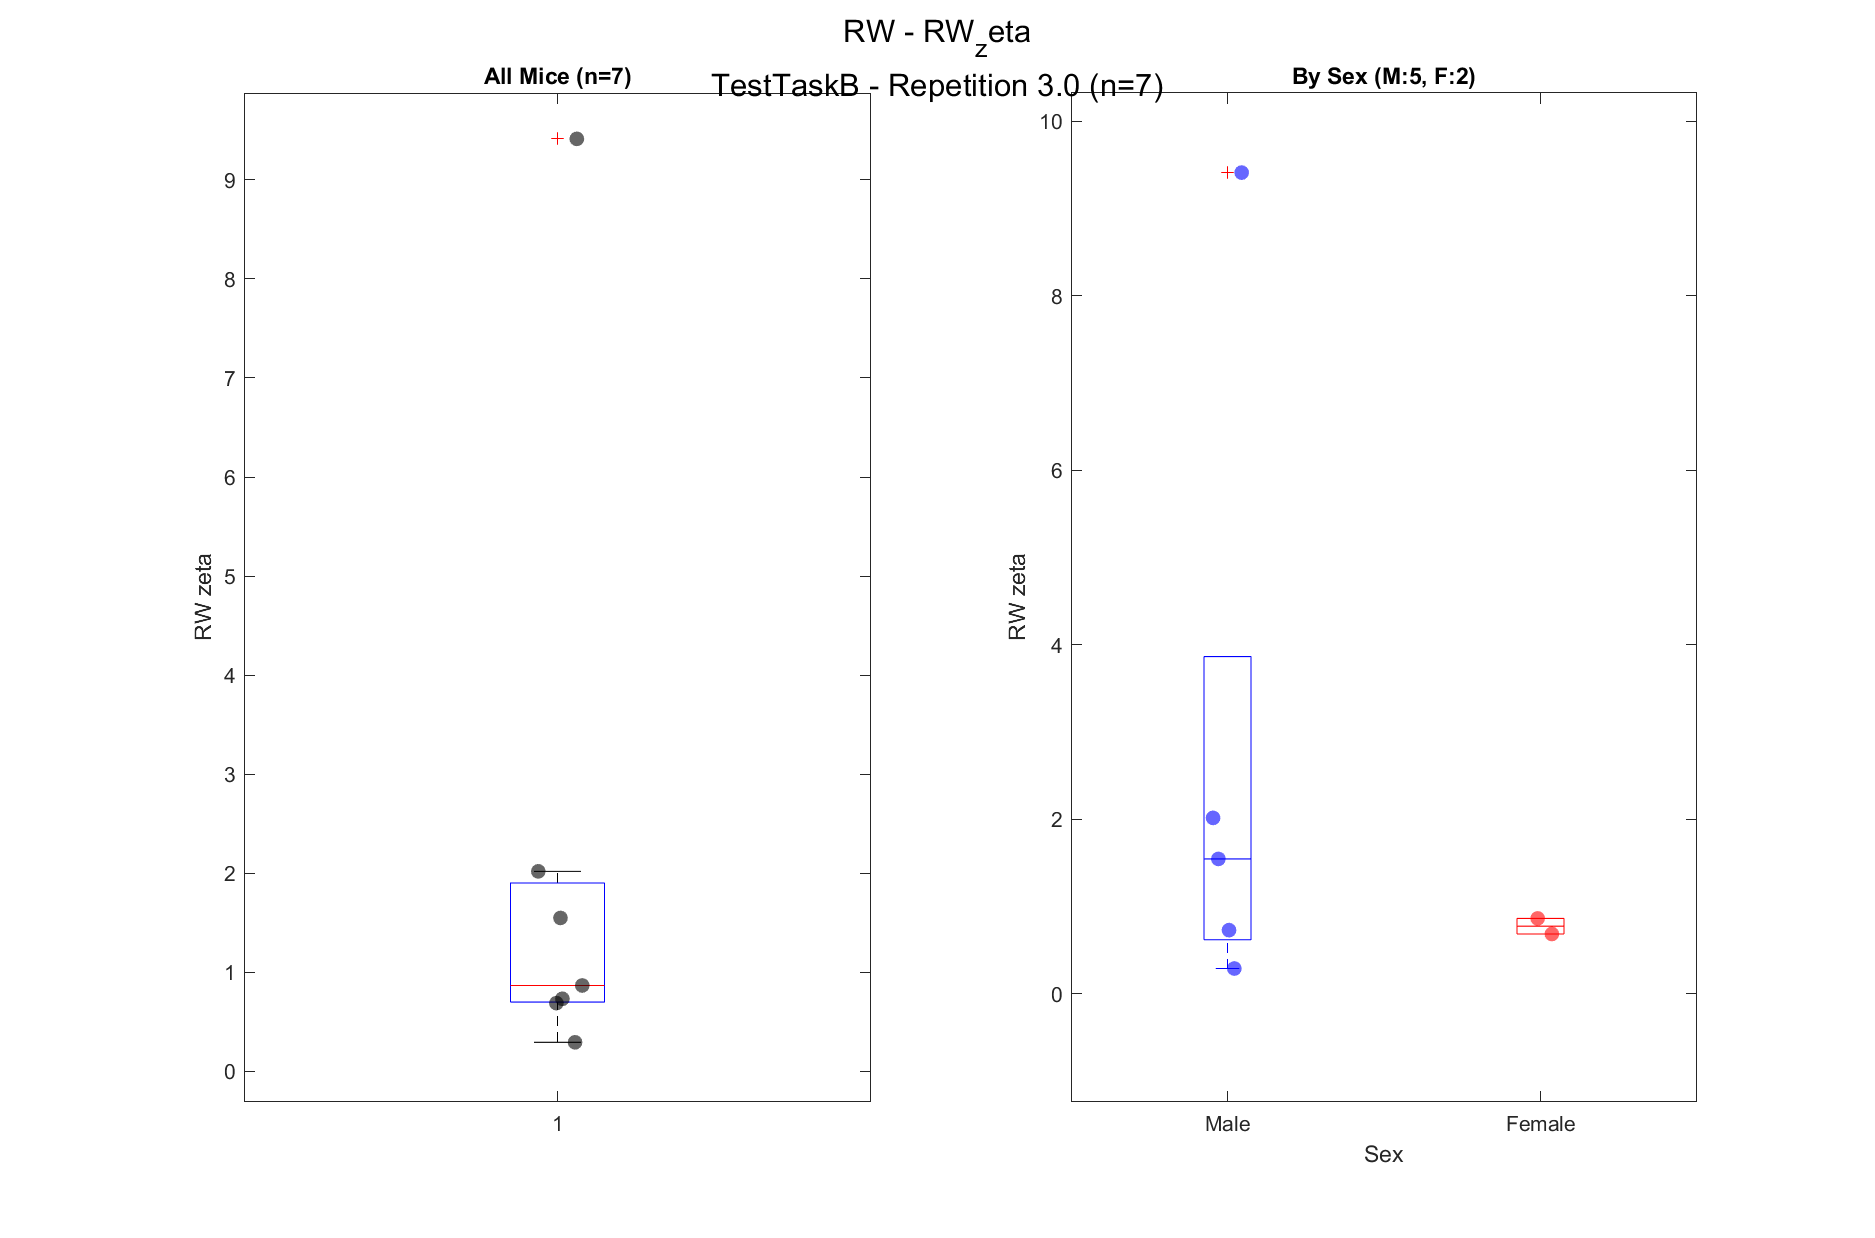 RW - RW_zeta
TestTaskB - Repetition 3.0 (n=7)
All Mice (n=7)
RW zeta
9
8
7
6
5
4
3
2
1
0
1
By Sex (M:5, F:2)
RW zeta
10
8
6
4
2
0
Male Female
Sex